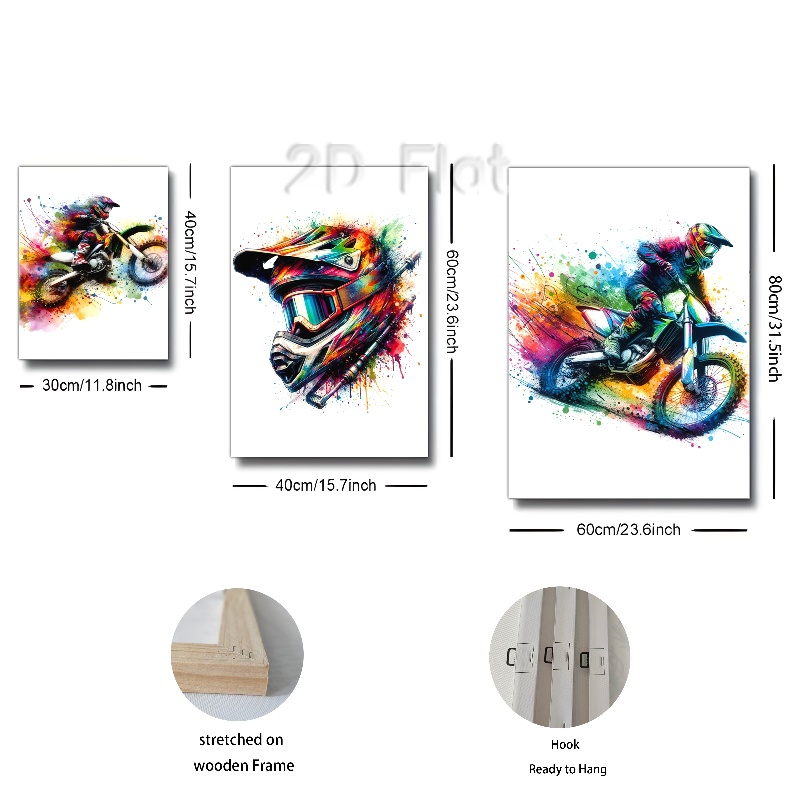 2D Flat
40cm/15.7inch
30cm/11.8inch
60cm/23.6inch
40cm/15.7inch
80cm/31.5inch
60cm/23.6inch
stretched on
wooden Frame
Hook
Ready to Hang